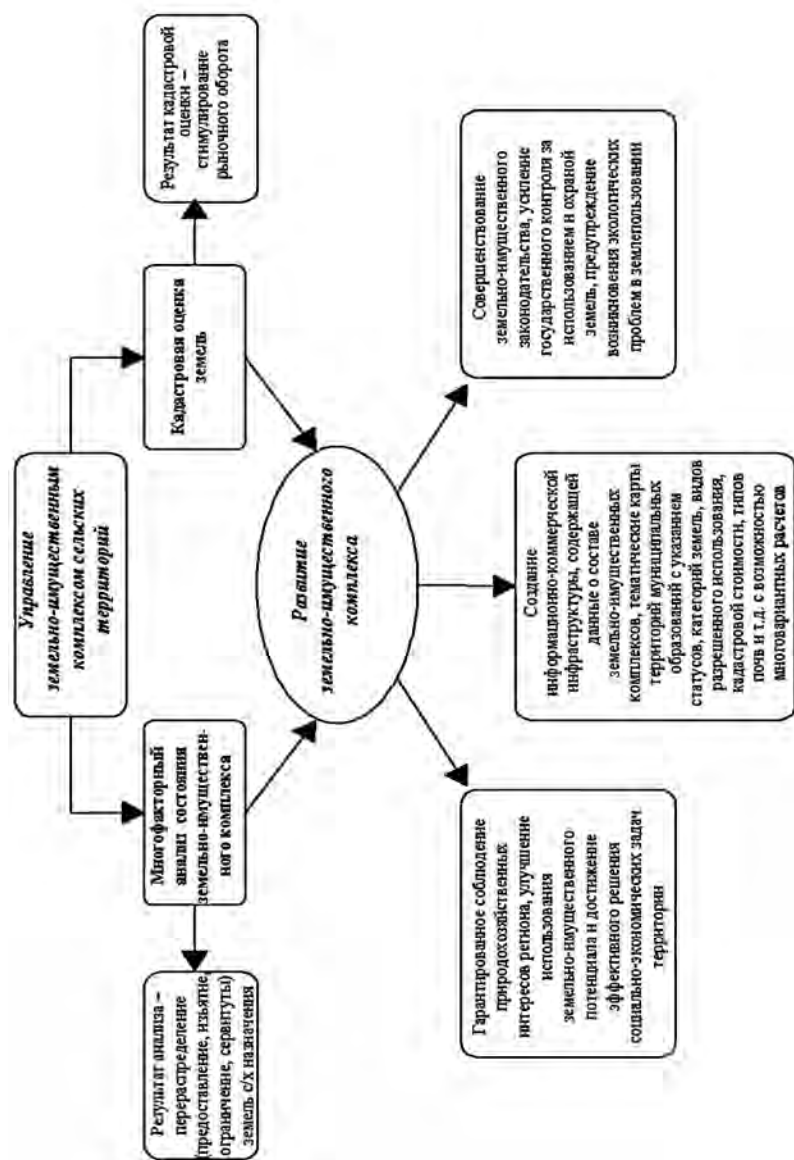 Управление
земельно-имущественным
комплексом сельских
территорий
Многофакторный
анализ состояния
земельно-имуществен-
ного комплекса
Кадастровая оценка
земель
Результат анализа –
перераспределение
(предоставление, изъятие,
ограничение, сервитуты)
земель с/х назначения
Результат кадастровой
оценки –
стимулирование
рыночного оборота
Развитие
земельно-имущественного
комплекса
Гарантированное соблюдение
природохозяйственных
интересов региона, улучшение
использования
земельно-имущественного
потенциала и достижение
эффективного решения
социально-экономических задач
территории
Создание
информационно-коммерческой
инфраструктуры, содержащей
данные о составе
земельно-имущественных
комплексов, тематические карты
территорий муниципальных
образований с указанием
статусов, категорий земель, видов
разрешенного использования,
кадастровой стоимости, типов
почь и т.д. с возможностью
многовариантных расчетов
Совершенствование
земельно-имущественного
законодательства, усиление
государственного контроля за
использованием и охраной
земель, предупреждение
возникновения экологических
проблем в землепользовании